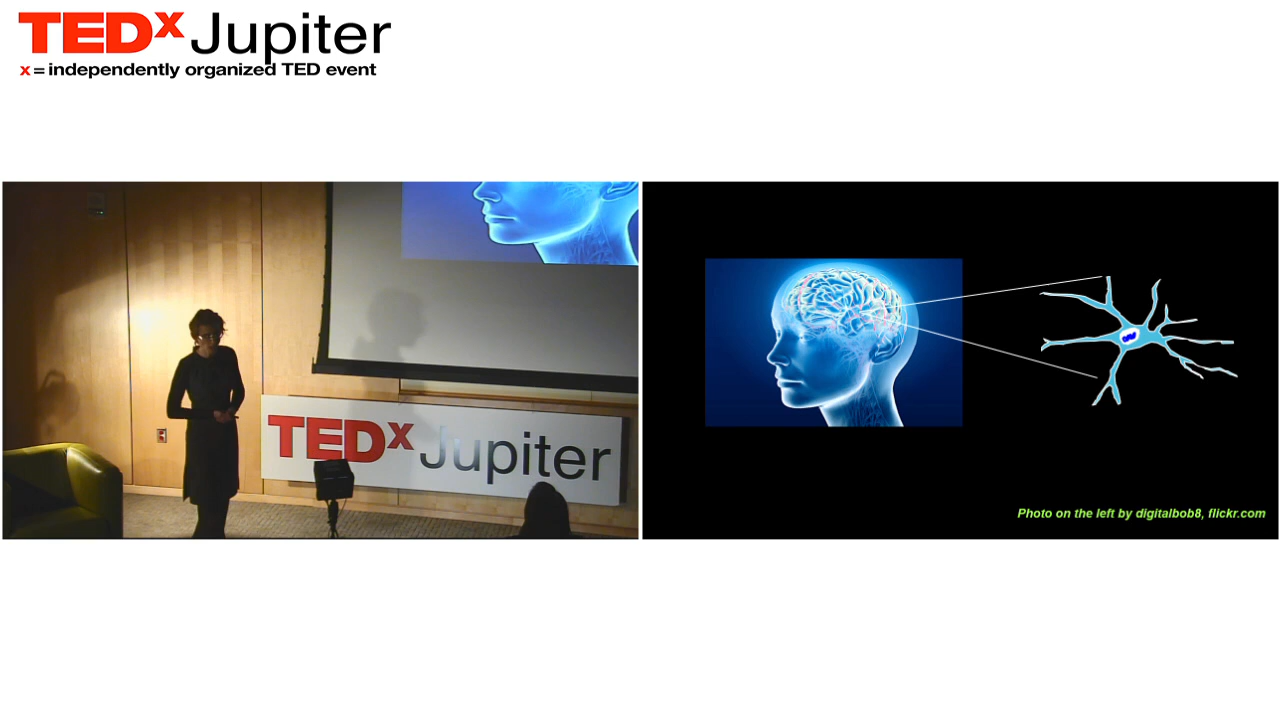 TEDx Jupiter
x = independently organized TED event
TEDx Jupiter
Photo on the left by digitalbob8, flickr.com